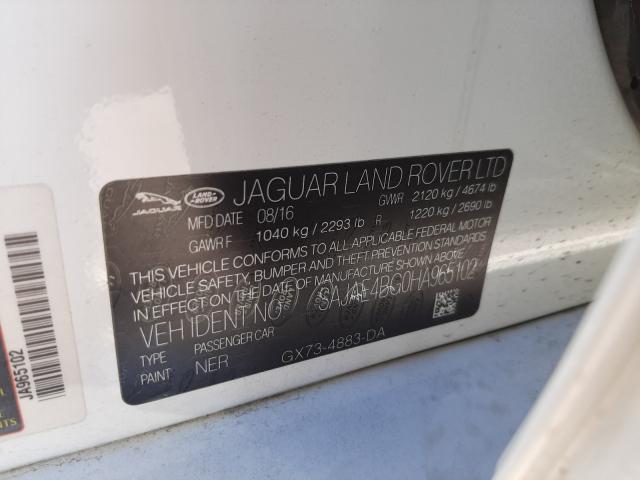 JAGUAR
LAND ROVER
JAGUAR LAND ROVER LTD
MFD DATE 08/16 GVWR 2120 kg / 4674 lb
GAWR F 1040 kg / 2293 lb R 1220 kg / 2690 lb
THIS VEHICLE CONFORMS TO ALL APPLICABLE FEDERAL MOTOR
VEHICLE SAFETY, BUMPER AND THEFT PREVENTION STANDARDS
IN EFFECT ON THE DATE OF MANUFACTURE SHOWN ABOVE
VEH IDENT NO SAJAE4BG0HA965102
TYPE PASSENGER CAR
PAINT NER GX73-4883-DA
JA965102